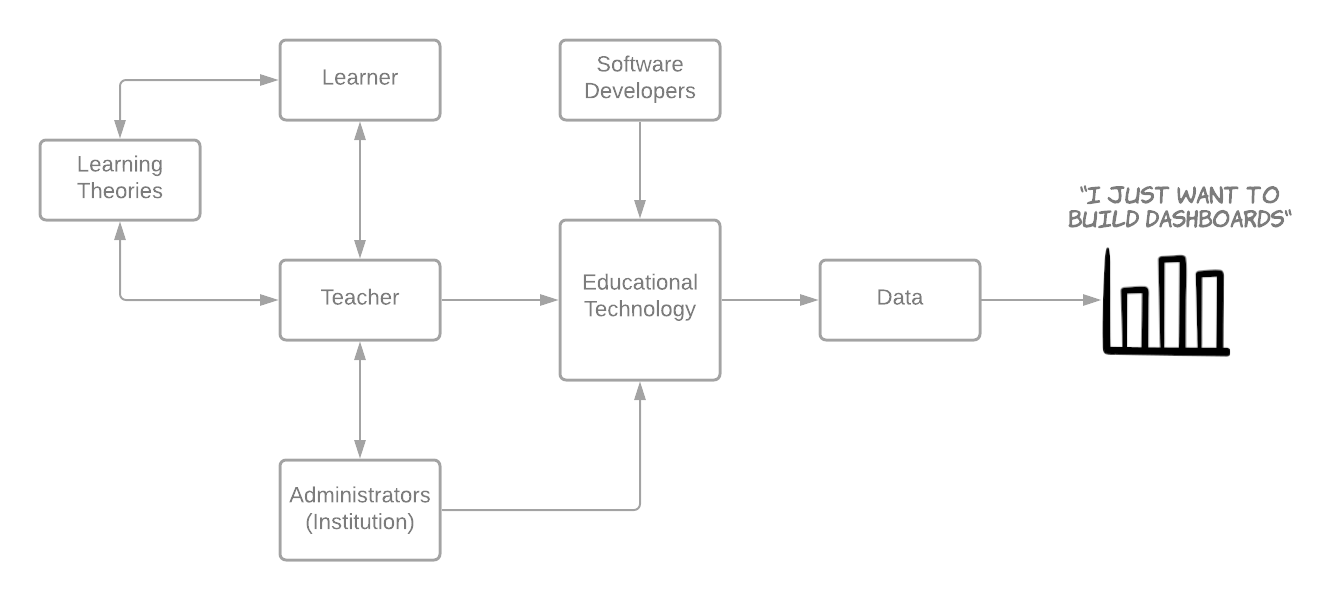 Learner
Software
Developers
Learning
Theories
"I JUST WANT TO
BUILD DASHBOARDS"
Teacher
Educational
Technology
Data
Administrators
(Institution)